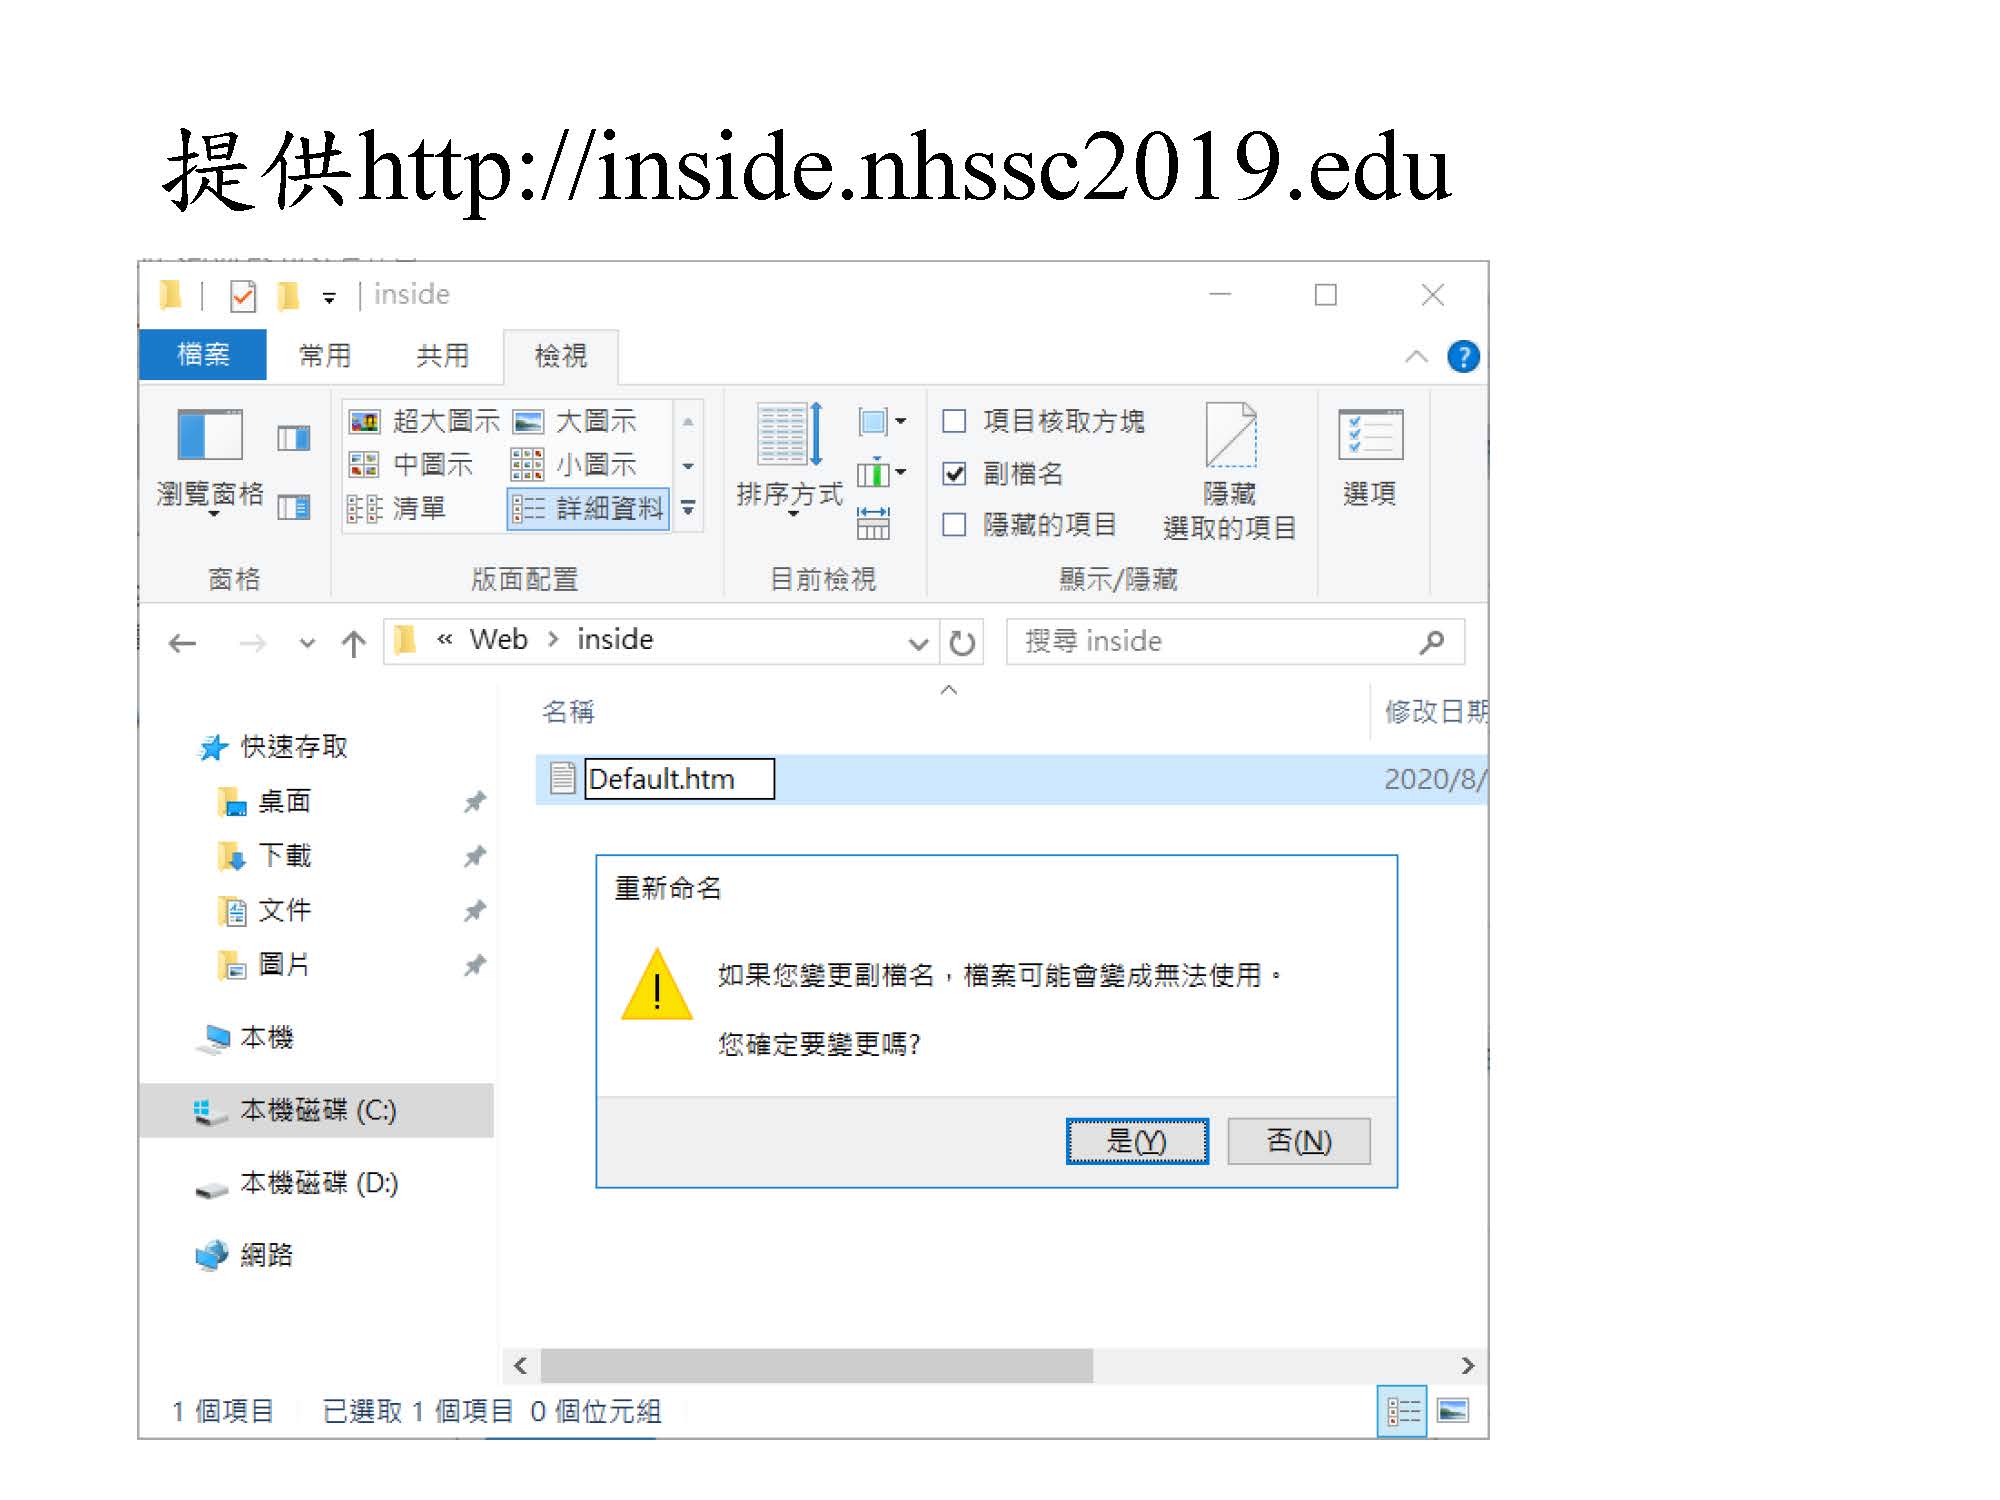 提供http://inside.nhssc2019.edu
inside
檔案 常用 共用 檢視
瀏覽窗格
窗格
超大圖示 大圖示
中圖示 小圖示
清單 詳細資料
版面配置
排序方式
目前檢視
項目核取方塊
副檔名
隱藏的項目
隱藏
選取的項目
顯示/隱藏
選項
« Web > inside
搜尋 inside
名稱 修改日期
快速存取
桌面
下載
文件
圖片
本機
本機磁碟 (C:)
本機磁碟 (D:)
網路
Default.htm 2020/8/
重新命名
如果您變更副檔名，檔案可能會變成無法使用。
您確定要變更嗎?
是(Y) 否(N)
1 個項目 已選取 1 個項目 0 個位元組